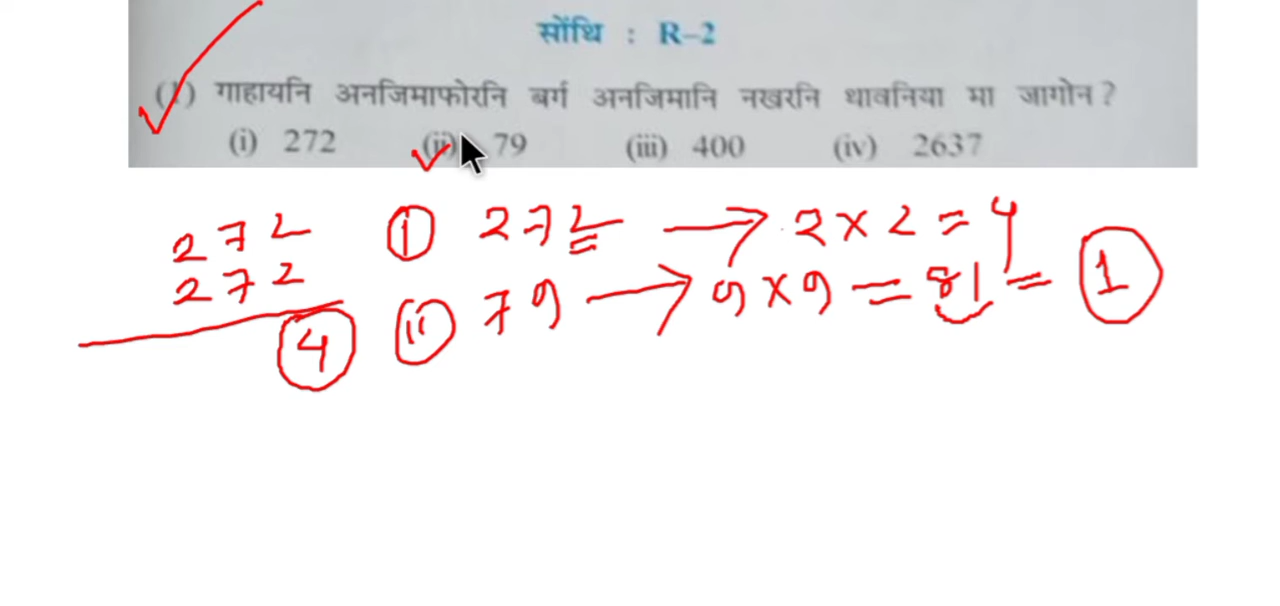 सोंथि : R-2
(1) गाहायनि अनजिमाफोरनि बर्ग अनजिमानि नखरनि थावनिया मा जागोन ?
(i) 272 (ii) 79 (iii) 400 (iv) 2637
272
272
4
(i) 272 → 2 × 2 = 4
(ii) 79 → 9 × 9 = 81 = 1